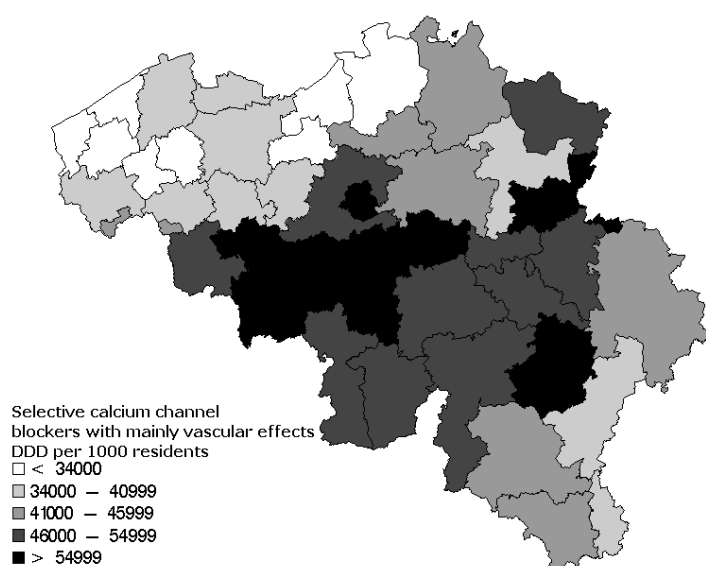 Selective calcium channel
blockers with mainly vascular effects
DDD per 1000 residents
< 34000
34000 – 40999
41000 – 45999
46000 – 54999
> 54999